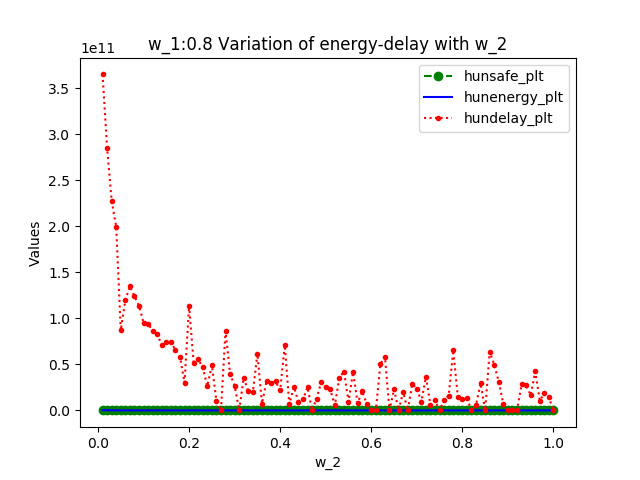 w_1:0.8 Variation of energy-delay with w_2
1e11
hunsafe_plt
hunenergy_plt
hundelay_plt
3.5
3.0
2.5
2.0
1.5
1.0
0.5
0.0
Values
0.0 0.2 0.4 0.6 0.8 1.0
w_2